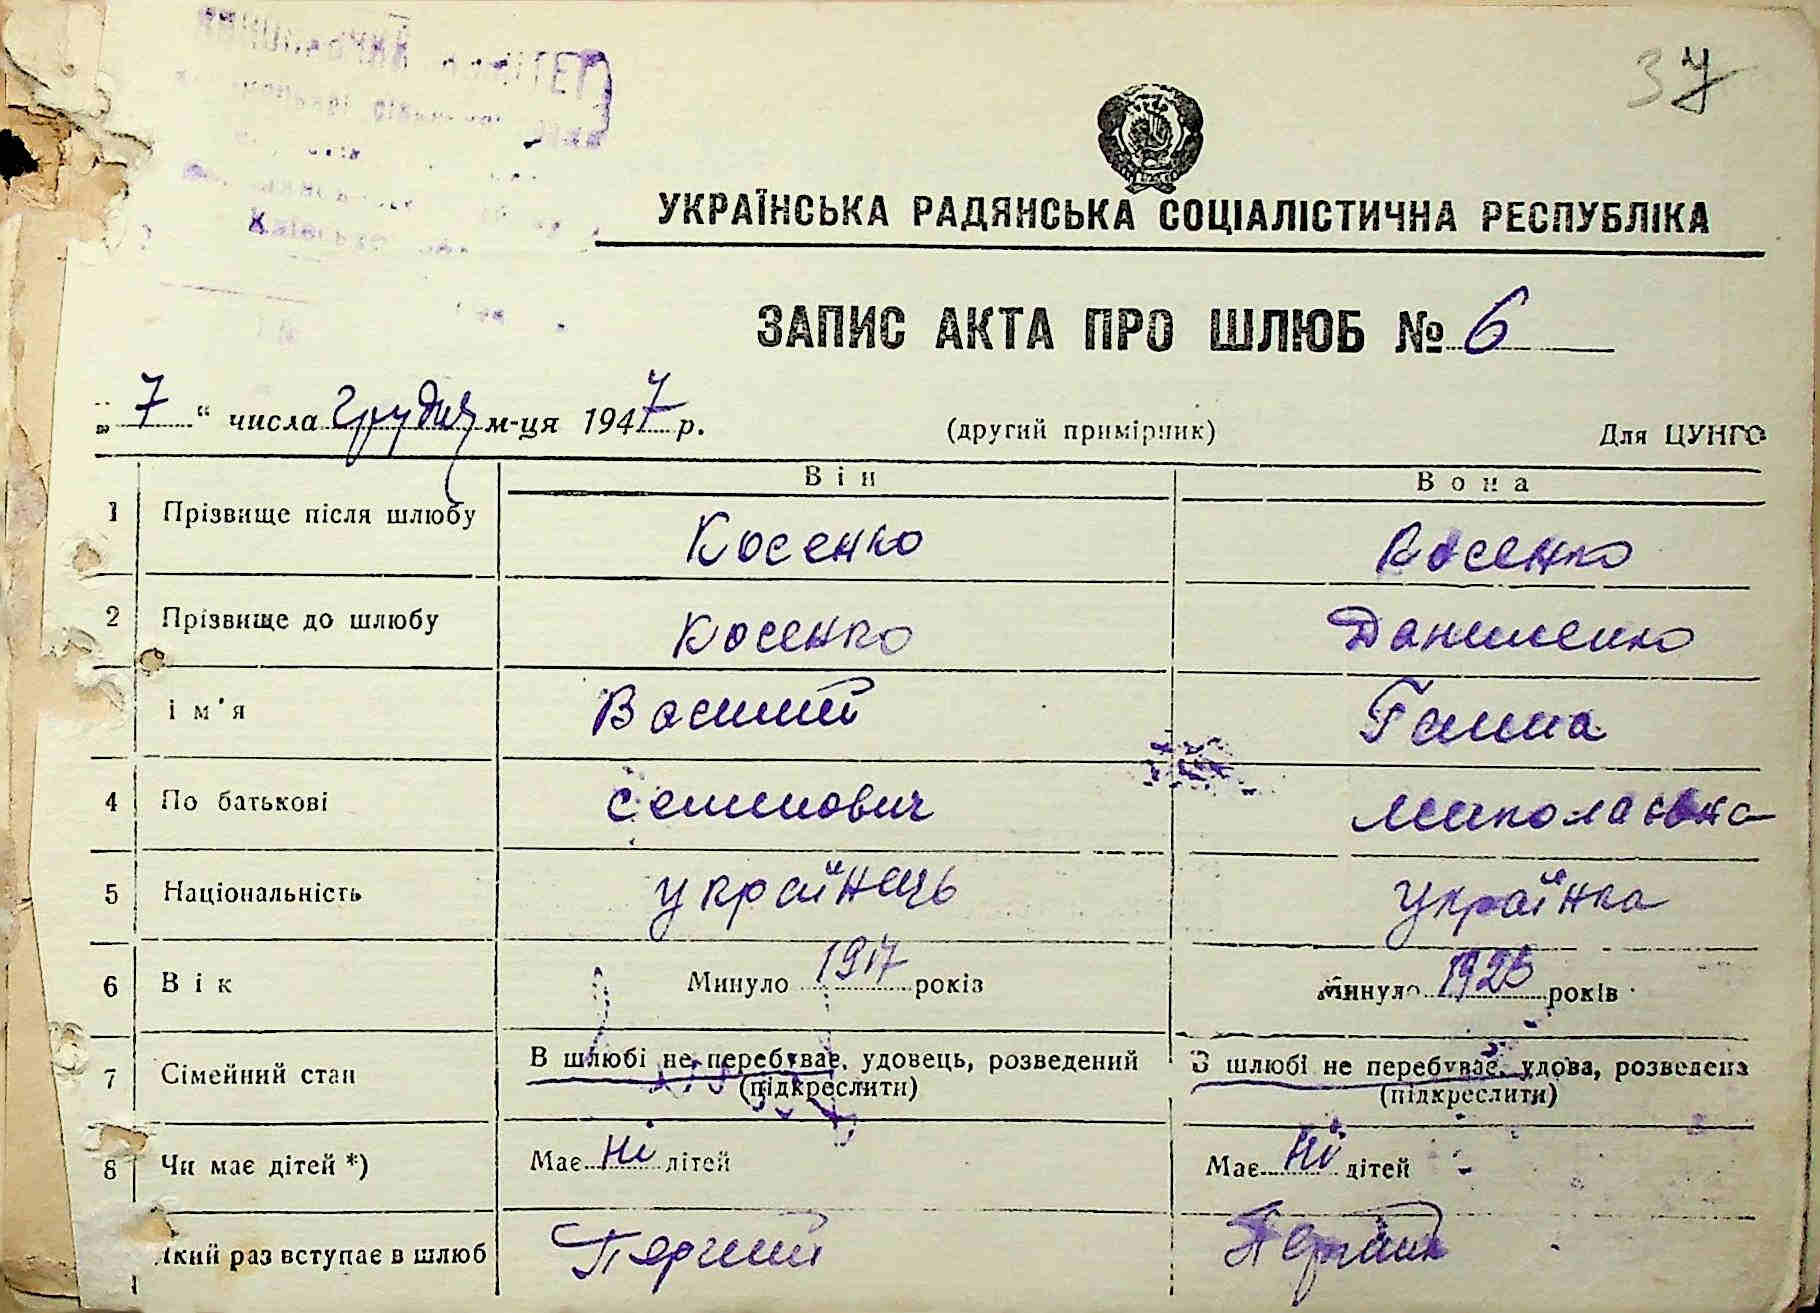 37
УКРАЇНСЬКА РАДЯНСЬКА СОЦІАЛІСТИЧНА РЕСПУБЛІКА
ЗАПИС АКТА ПРО ШЛЮБ № 6
„ 7 “ числа грудня м-ця 1947 р. (другий примірник) Для ЦУНГО
Він Вона
1 Прізвище після шлюбу Косенко Косенко
2 Прізвище до шлюбу Косенко Даниленко
Ім'я Василий Ганна
4 По батькові Семенович Миколаевна
5 Національність українець українка
6 Вік Минуло 1917 років Минуло 1923 років
7 Сімейний стан В шлюбі не перебуває, удовець, розведений В шлюбі не перебуває, удова, розведена
(підкреслити) (підкреслити)
8 Чи має дітей *) Має Ні дітей Має Ні дітей
який раз вступає в шлюб Перший Перший